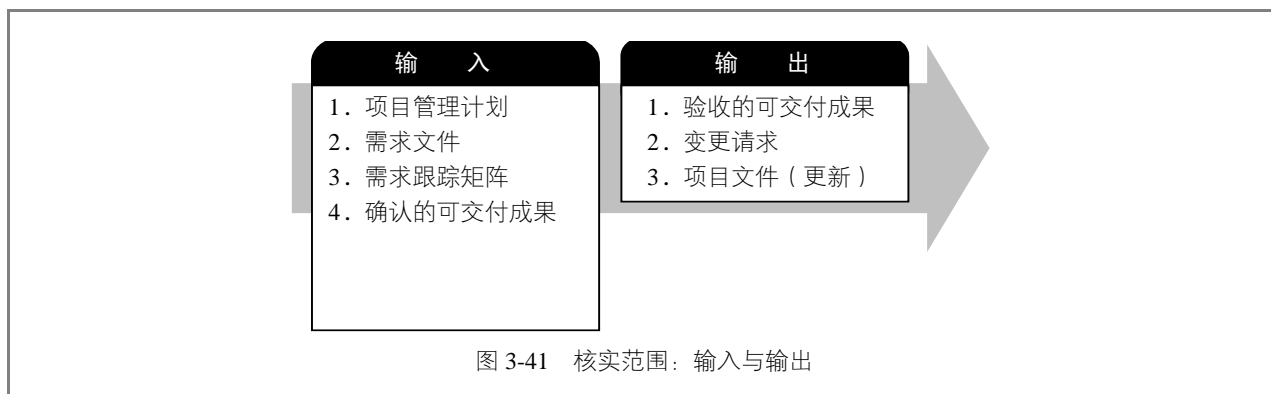 输 入
1．项目管理计划
2．需求文件
3．需求跟踪矩阵
4．确认的可交付成果
输 出
1．验收的可交付成果
2．变更请求
3．项目文件（更新）
图 3-41 核实范围：输入与输出